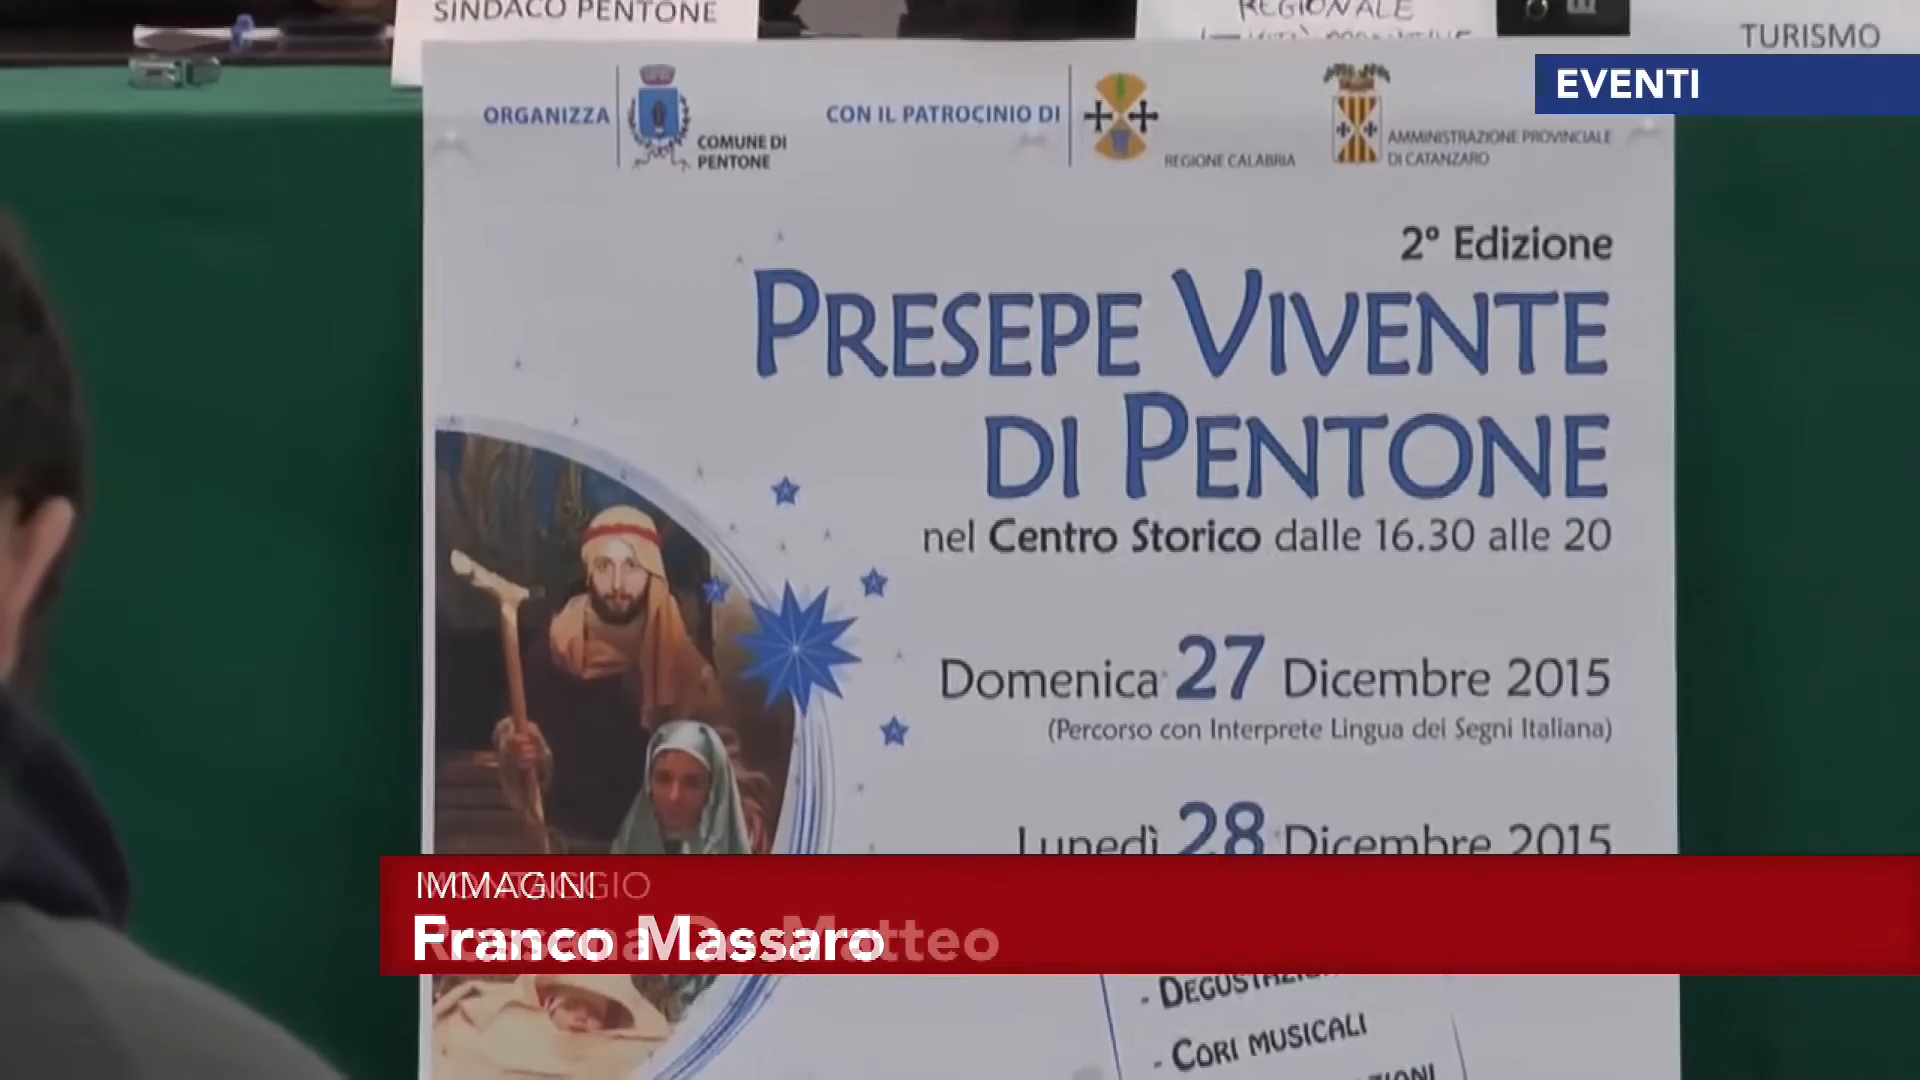 SINDACO PENTONE
REGIONALE
TURISMO
EVENTI
ORGANIZZA
COMUNE DI
PENTONE
CON IL PATROCINIO DI
REGIONE CALABRIA
AMMINISTRAZIONE PROVINCIALE
DI CATANZARO
2° Edizione
PRESEPE VIVENTE
DI PENTONE
nel Centro Storico dalle 16.30 alle 20
Domenica 27 Dicembre 2015
(Percorso con Interprete Lingua dei Segni Italiana)
Lunedì 28 Dicembre 2015
IMMAGINI
MONTAGGIO
Franco Massaro
- CORI MUSICALI